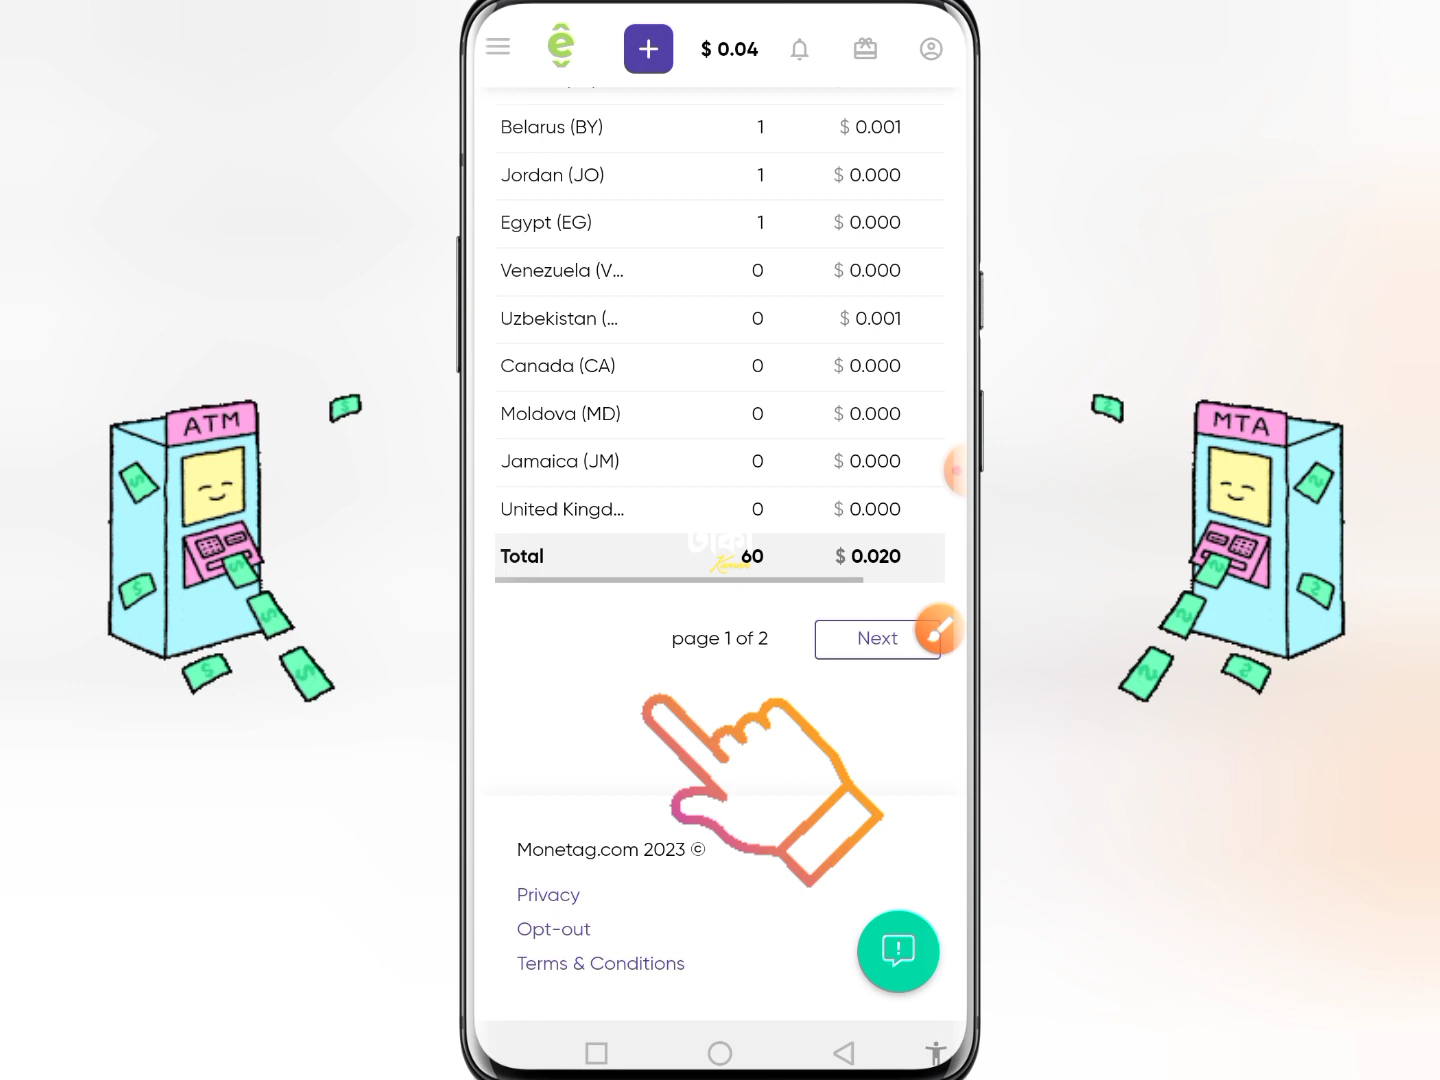 $ 0.04
Belarus (BY) 1 $ 0.001
Jordan (JO) 1 $ 0.000
Egypt (EG) 1 $ 0.000
Venezuela (V... 0 $ 0.000
Uzbekistan (... 0 $ 0.001
Canada (CA) 0 $ 0.000
Moldova (MD) 0 $ 0.000
Jamaica (JM) 0 $ 0.000
United Kingd... 0 $ 0.000
Total 60 $ 0.020
page 1 of 2 Next
Monetag.com 2023 ©
Privacy
Opt-out
Terms & Conditions
ATM
MTA